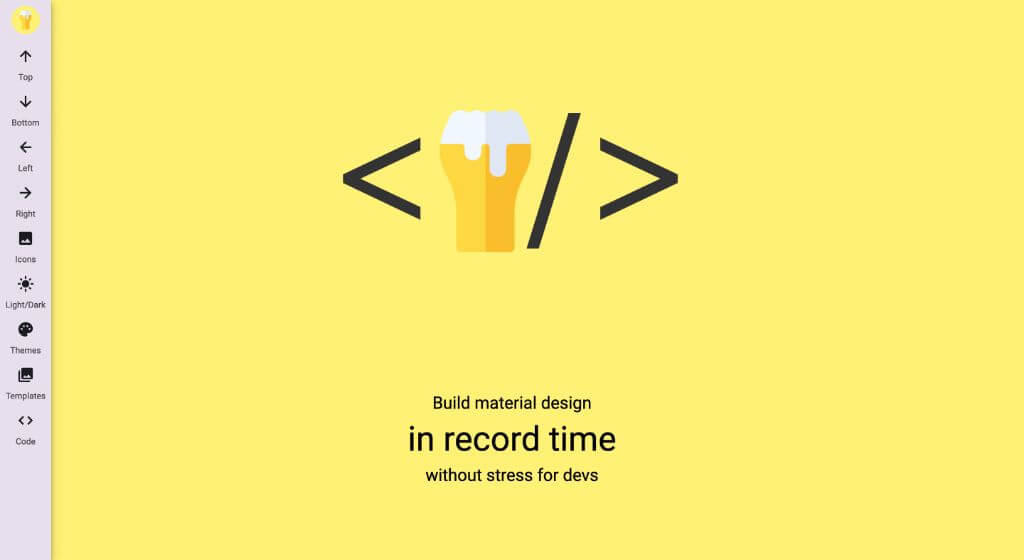 Top
Bottom
Left
Right
Icons
Light/Dark
Themes
Templates
Code
Build material design
in record time
without stress for devs